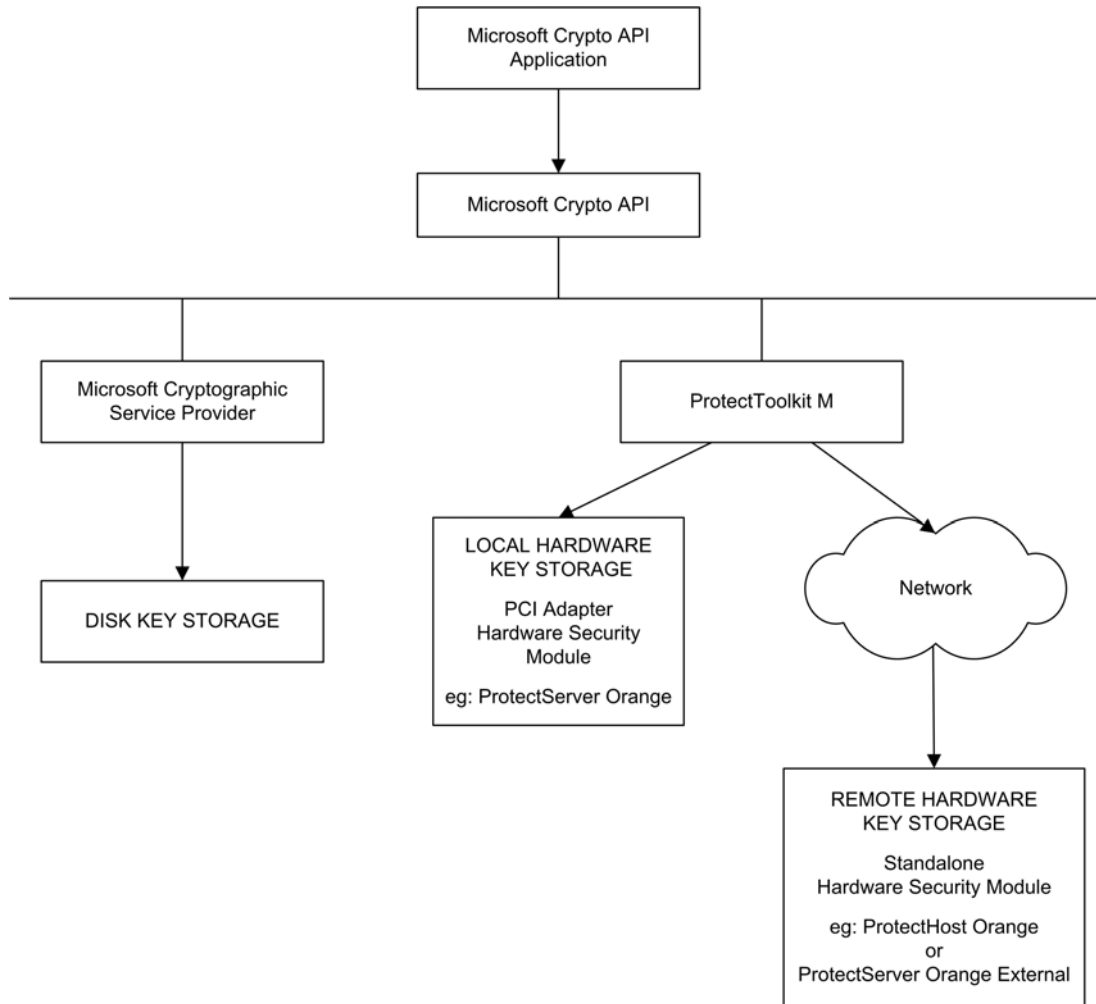 Microsoft Crypto API
Application
Microsoft Crypto API
Microsoft Cryptographic
Service Provider
ProtectToolkit M
DISK KEY STORAGE
LOCAL HARDWARE
KEY STORAGE
PCI Adapter
Hardware Security
Module
eg: ProtectServer Orange
Network
REMOTE HARDWARE
KEY STORAGE
Standalone
Hardware Security Module
eg: ProtectHost Orange
or
ProtectServer Orange External